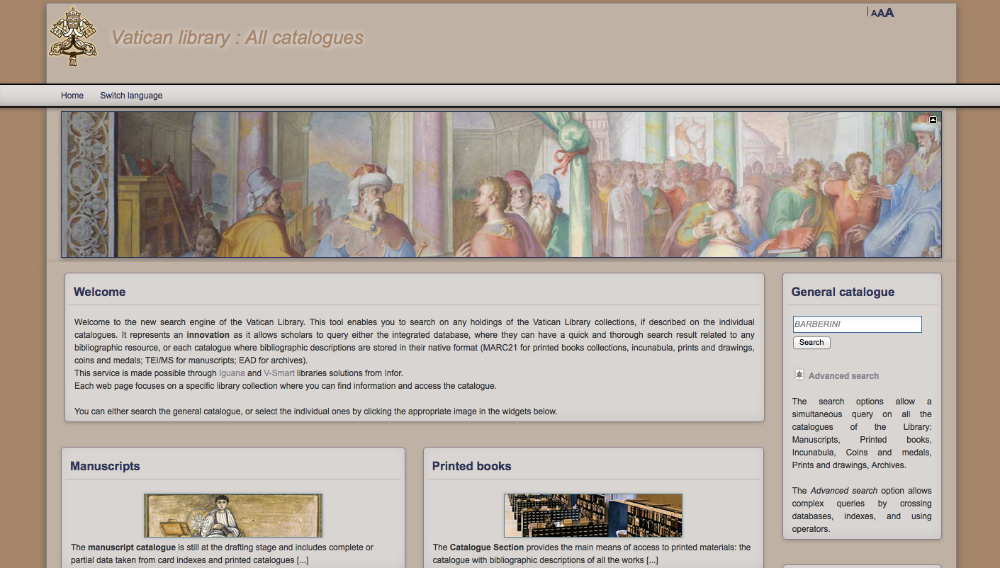 AAA
Vatican library : All catalogues
Home Switch language
Welcome
Welcome to the new search engine of the Vatican Library. This tool enables you to search on any holdings of the Vatican Library collections, if described on the individual
catalogues. It represents an innovation as it allows scholars to query either the integrated database, where they can have a quick and thorough search result related to any
bibliographic resource, or each catalogue where bibliographic descriptions are stored in their native format (MARC21 for printed books collections, incunabula, prints and drawings,
coins and medals; TEI/MS for manuscripts; EAD for archives).
This service is made possible through Iguana and V-Smart libraries solutions from Infor.
Each web page focuses on a specific library collection where you can find information and access the catalogue.
You can either search the general catalogue, or select the individual ones by clicking the appropriate image in the widgets below.
General catalogue
BARBERINI
Search
Advanced search
The search options allow a
simultaneous query on all the
catalogues of the Library:
Manuscripts, Printed books,
Incunabula, Coins and medals,
Prints and drawings, Archives.
The Advanced search option allows
complex queries by crossing
databases, indexes, and using
operators.
Manuscripts
The manuscript catalogue is still at the drafting stage and includes complete or
partial data taken from card indexes and printed catalogues [...]
Printed books
The Catalogue Section provides the main means of access to printed materials: the
catalogue with bibliographic descriptions of all the works [...]